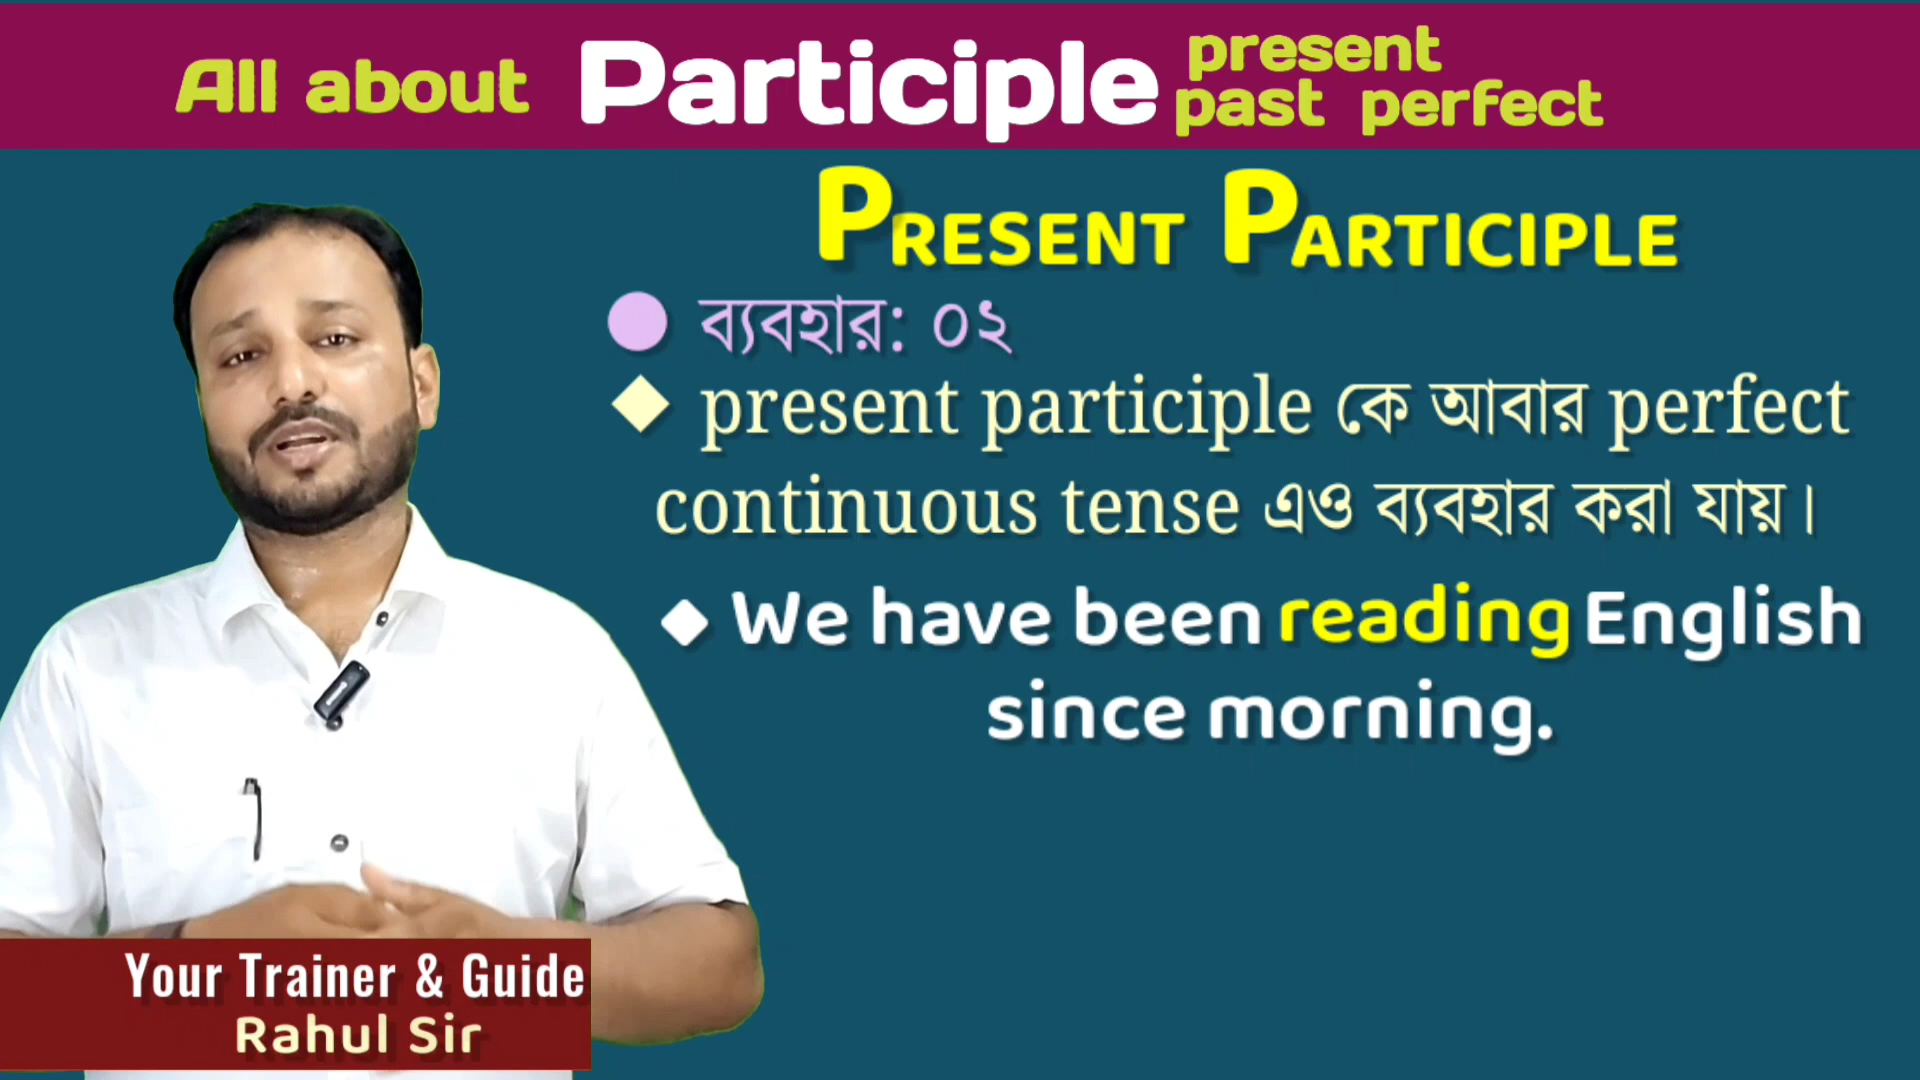 All about Participle present
past perfect
PRESENT PARTICIPLE
ব্যবহার: ০২
present participle কে আবার perfect
continuous tense এও ব্যবহার করা যায়।
We have been reading English
since morning.
Your Trainer & Guide
Rahul Sir